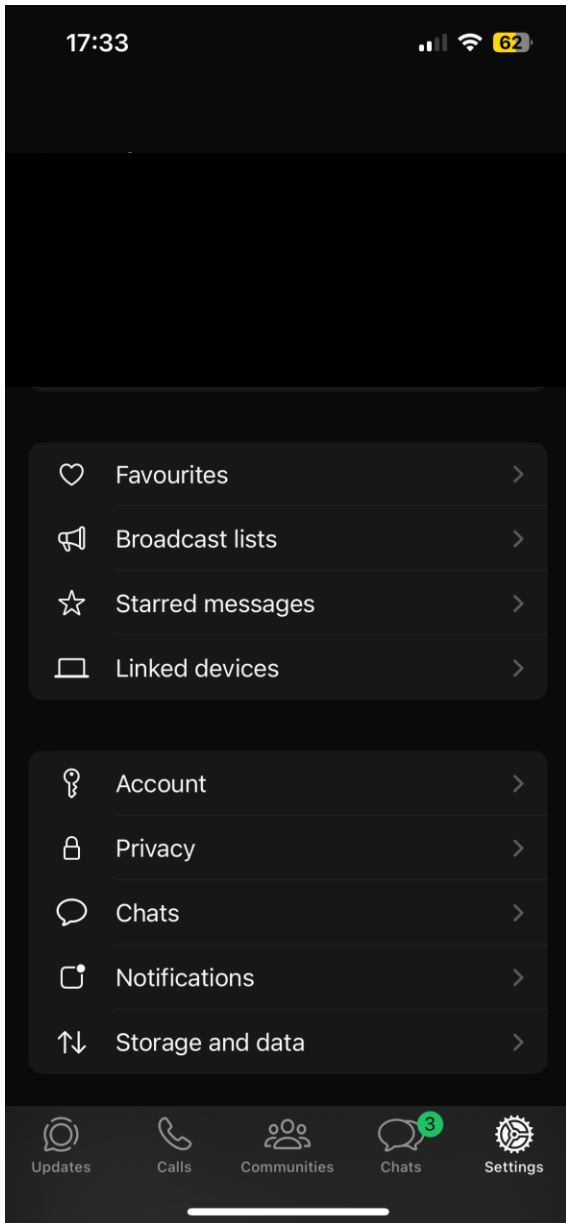 17:33
62
Favourites
Broadcast lists
Starred messages
Linked devices
Account
Privacy
Chats
Notifications
Storage and data
3
Updates
Calls
Communities
Chats
Settings